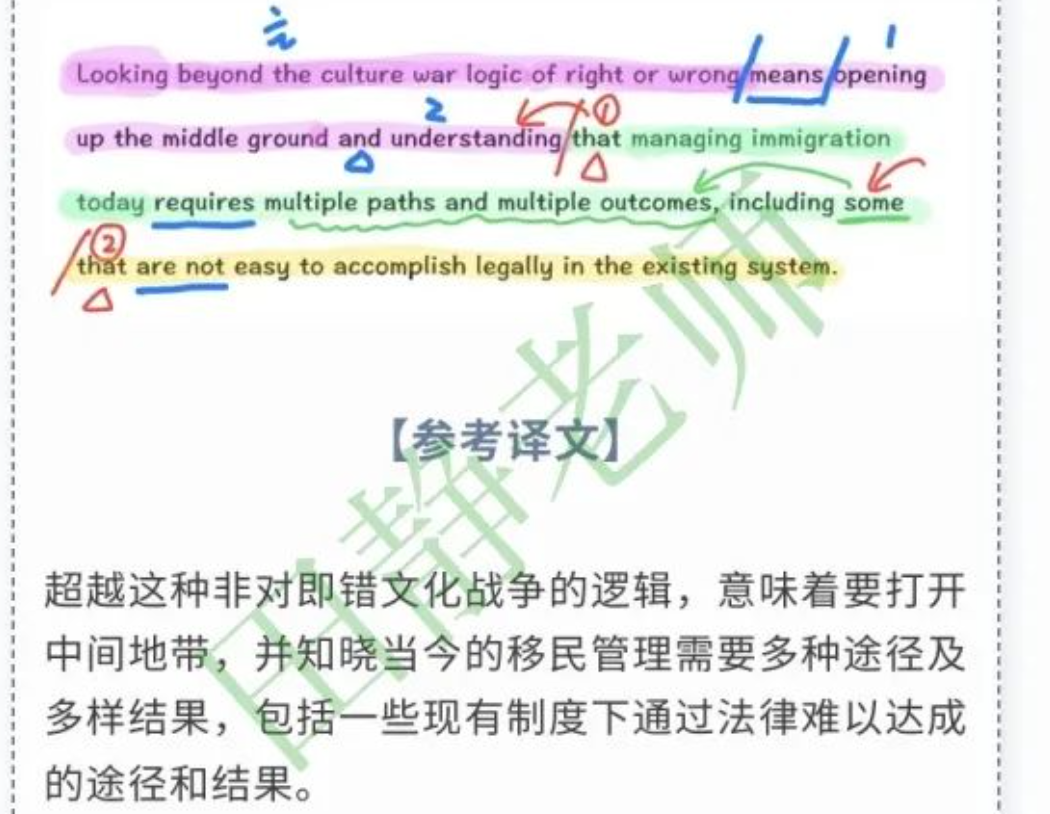 主
1
Looking beyond the culture war logic of right or wrong means opening
2
①
up the middle ground and understanding that managing immigration
today requires multiple paths and multiple outcomes, including some
②
that are not easy to accomplish legally in the existing system.
【参考译文】
超越这种非对即错文化战争的逻辑，意味着要打开
中间地带，并知晓当今的移民管理需要多种途径及
多样结果，包括一些现有制度下通过法律难以达成
的途径和结果。
田静老师